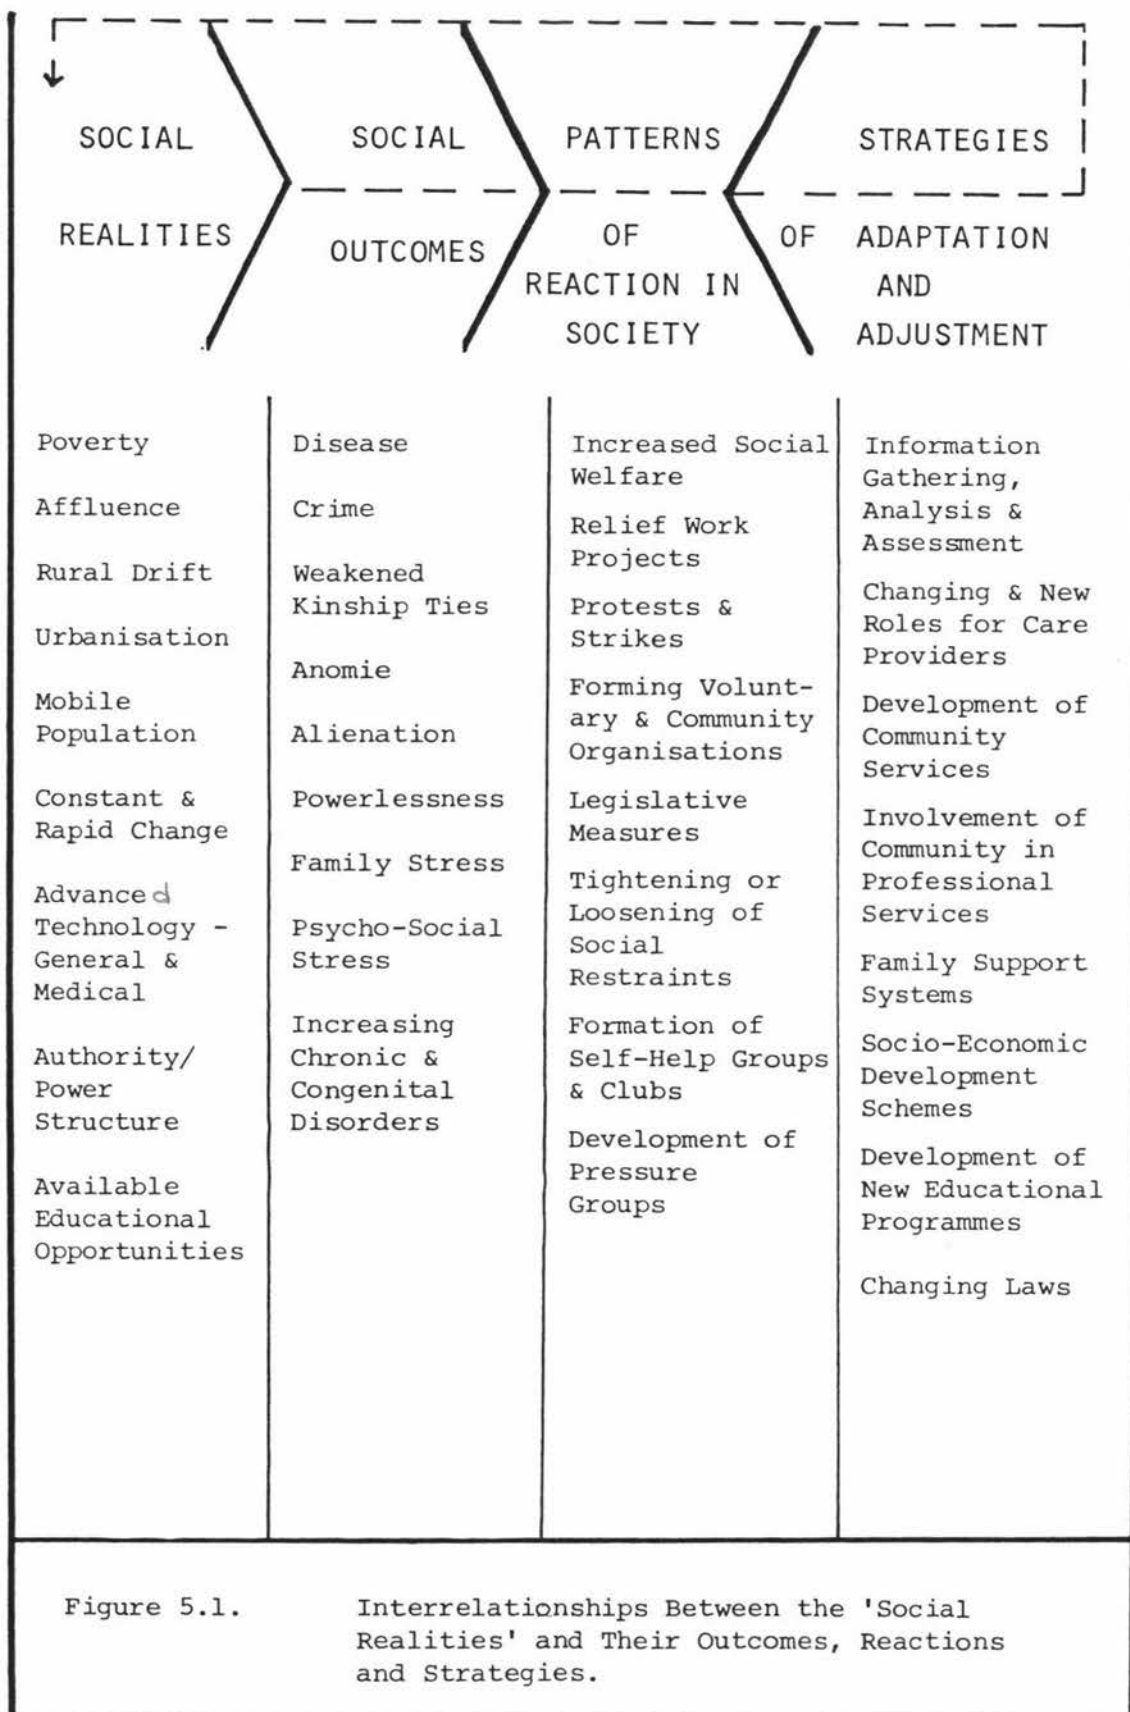 SOCIAL
REALITIES
SOCIAL
OUTCOMES
PATTERNS
OF
REACTION IN
SOCIETY
STRATEGIES
OF ADAPTATION
AND
ADJUSTMENT
Poverty
Affluence
Rural Drift
Urbanisation
Mobile
Population
Constant &
Rapid Change
Advanced
Technology -
General &
Medical
Authority/
Power
Structure
Available
Educational
Opportunities
Disease
Crime
Weakened
Kinship Ties
Anomie
Alienation
Powerlessness
Family Stress
Psycho-Social
Stress
Increasing
Chronic &
Congenital
Disorders
Increased Social
Welfare
Relief Work
Projects
Protests &
Strikes
Forming Volunt-
ary & Community
Organisations
Legislative
Measures
Tightening or
Loosening of
Social
Restraints
Formation of
Self-Help Groups
& Clubs
Development of
Pressure
Groups
Information
Gathering,
Analysis &
Assessment
Changing & New
Roles for Care
Providers
Development of
Community
Services
Involvement of
Community in
Professional
Services
Family Support
Systems
Socio-Economic
Development
Schemes
Development of
New Educational
Programmes
Changing Laws
Figure 5.1. Interrelationships Between the 'Social
Realities' and Their Outcomes, Reactions
and Strategies.